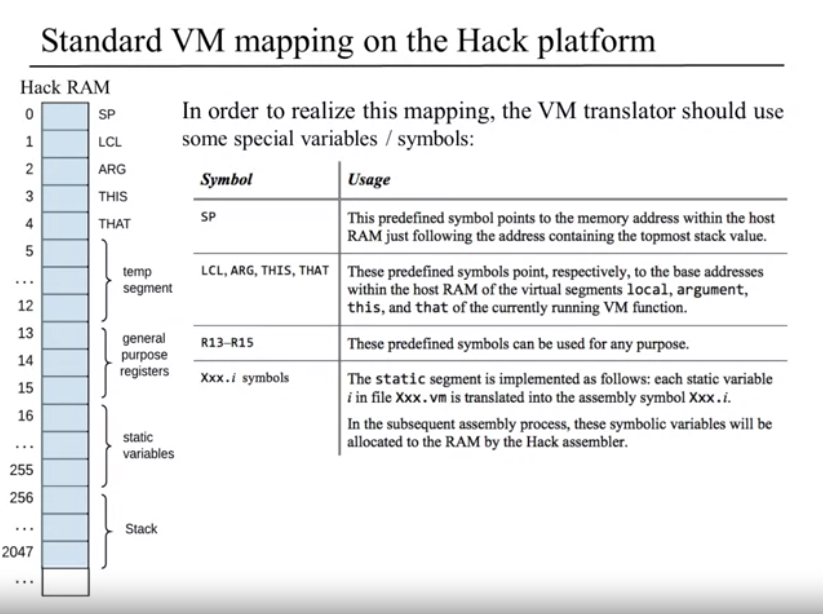 Standard VM mapping on the Hack platform
Hack RAM
0 SP
1 LCL
2 ARG
3 THIS
4 THAT
5
...
12
temp
segment
13
14
15
general
purpose
registers
16
...
255
static
variables
256
...
2047
Stack
...
In order to realize this mapping, the VM translator should use
some special variables / symbols:
Symbol Usage
SP This predefined symbol points to the memory address within the host
RAM just following the address containing the topmost stack value.
LCL, ARG, THIS, THAT These predefined symbols point, respectively, to the base addresses
within the host RAM of the virtual segments local, argument,
this, and that of the currently running VM function.
R13–R15 These predefined symbols can be used for any purpose.
Xxx.i symbols The static segment is implemented as follows: each static variable
i in file Xxx.vm is translated into the assembly symbol Xxx.i.
In the subsequent assembly process, these symbolic variables will be
allocated to the RAM by the Hack assembler.